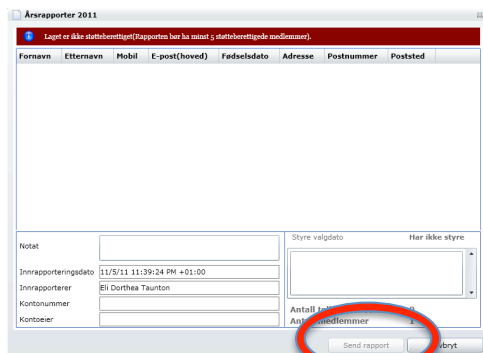 Årsrapporter 2011
Laget er ikke støtteberettiget(Rapporten bør ha minst 5 støtteberettigede medlemmer).
Fornavn Etternavn Mobil E-post(hoved) Fødselsdato Adresse Postnummer Poststed
Styre valgdato Har ikke styre
Notat
Innrapporteringsdato 11/5/11 11:39:24 PM +01:00
Innrapporterer Eli Dorthea Taunton
Kontonummer
Antall
Kontoeier
medlemmer 1
Send rapport